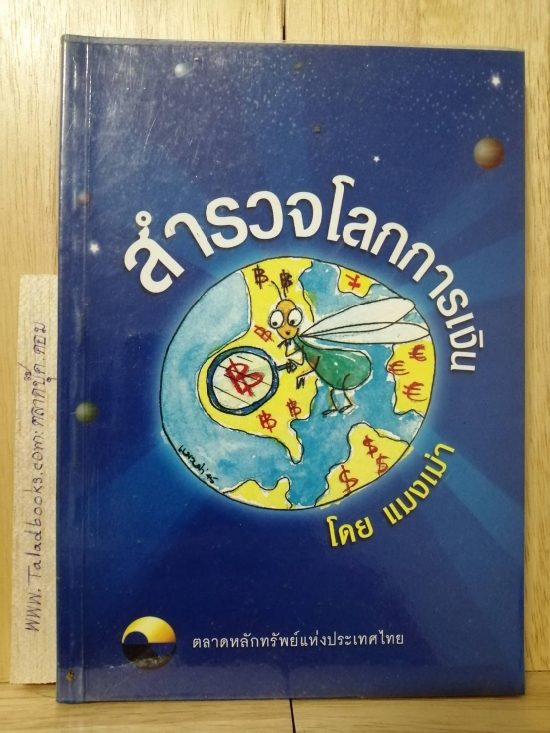 สำรวจโลกการเงิน
โดย แมงเม่า
ตลาดหลักทรัพย์แห่งประเทศไทย
www.Taladbooks.com:ตลาดบุ๊ค.คอม
฿ ฿
฿
฿
฿ ฿
€
€ €
€
$ $
$ $